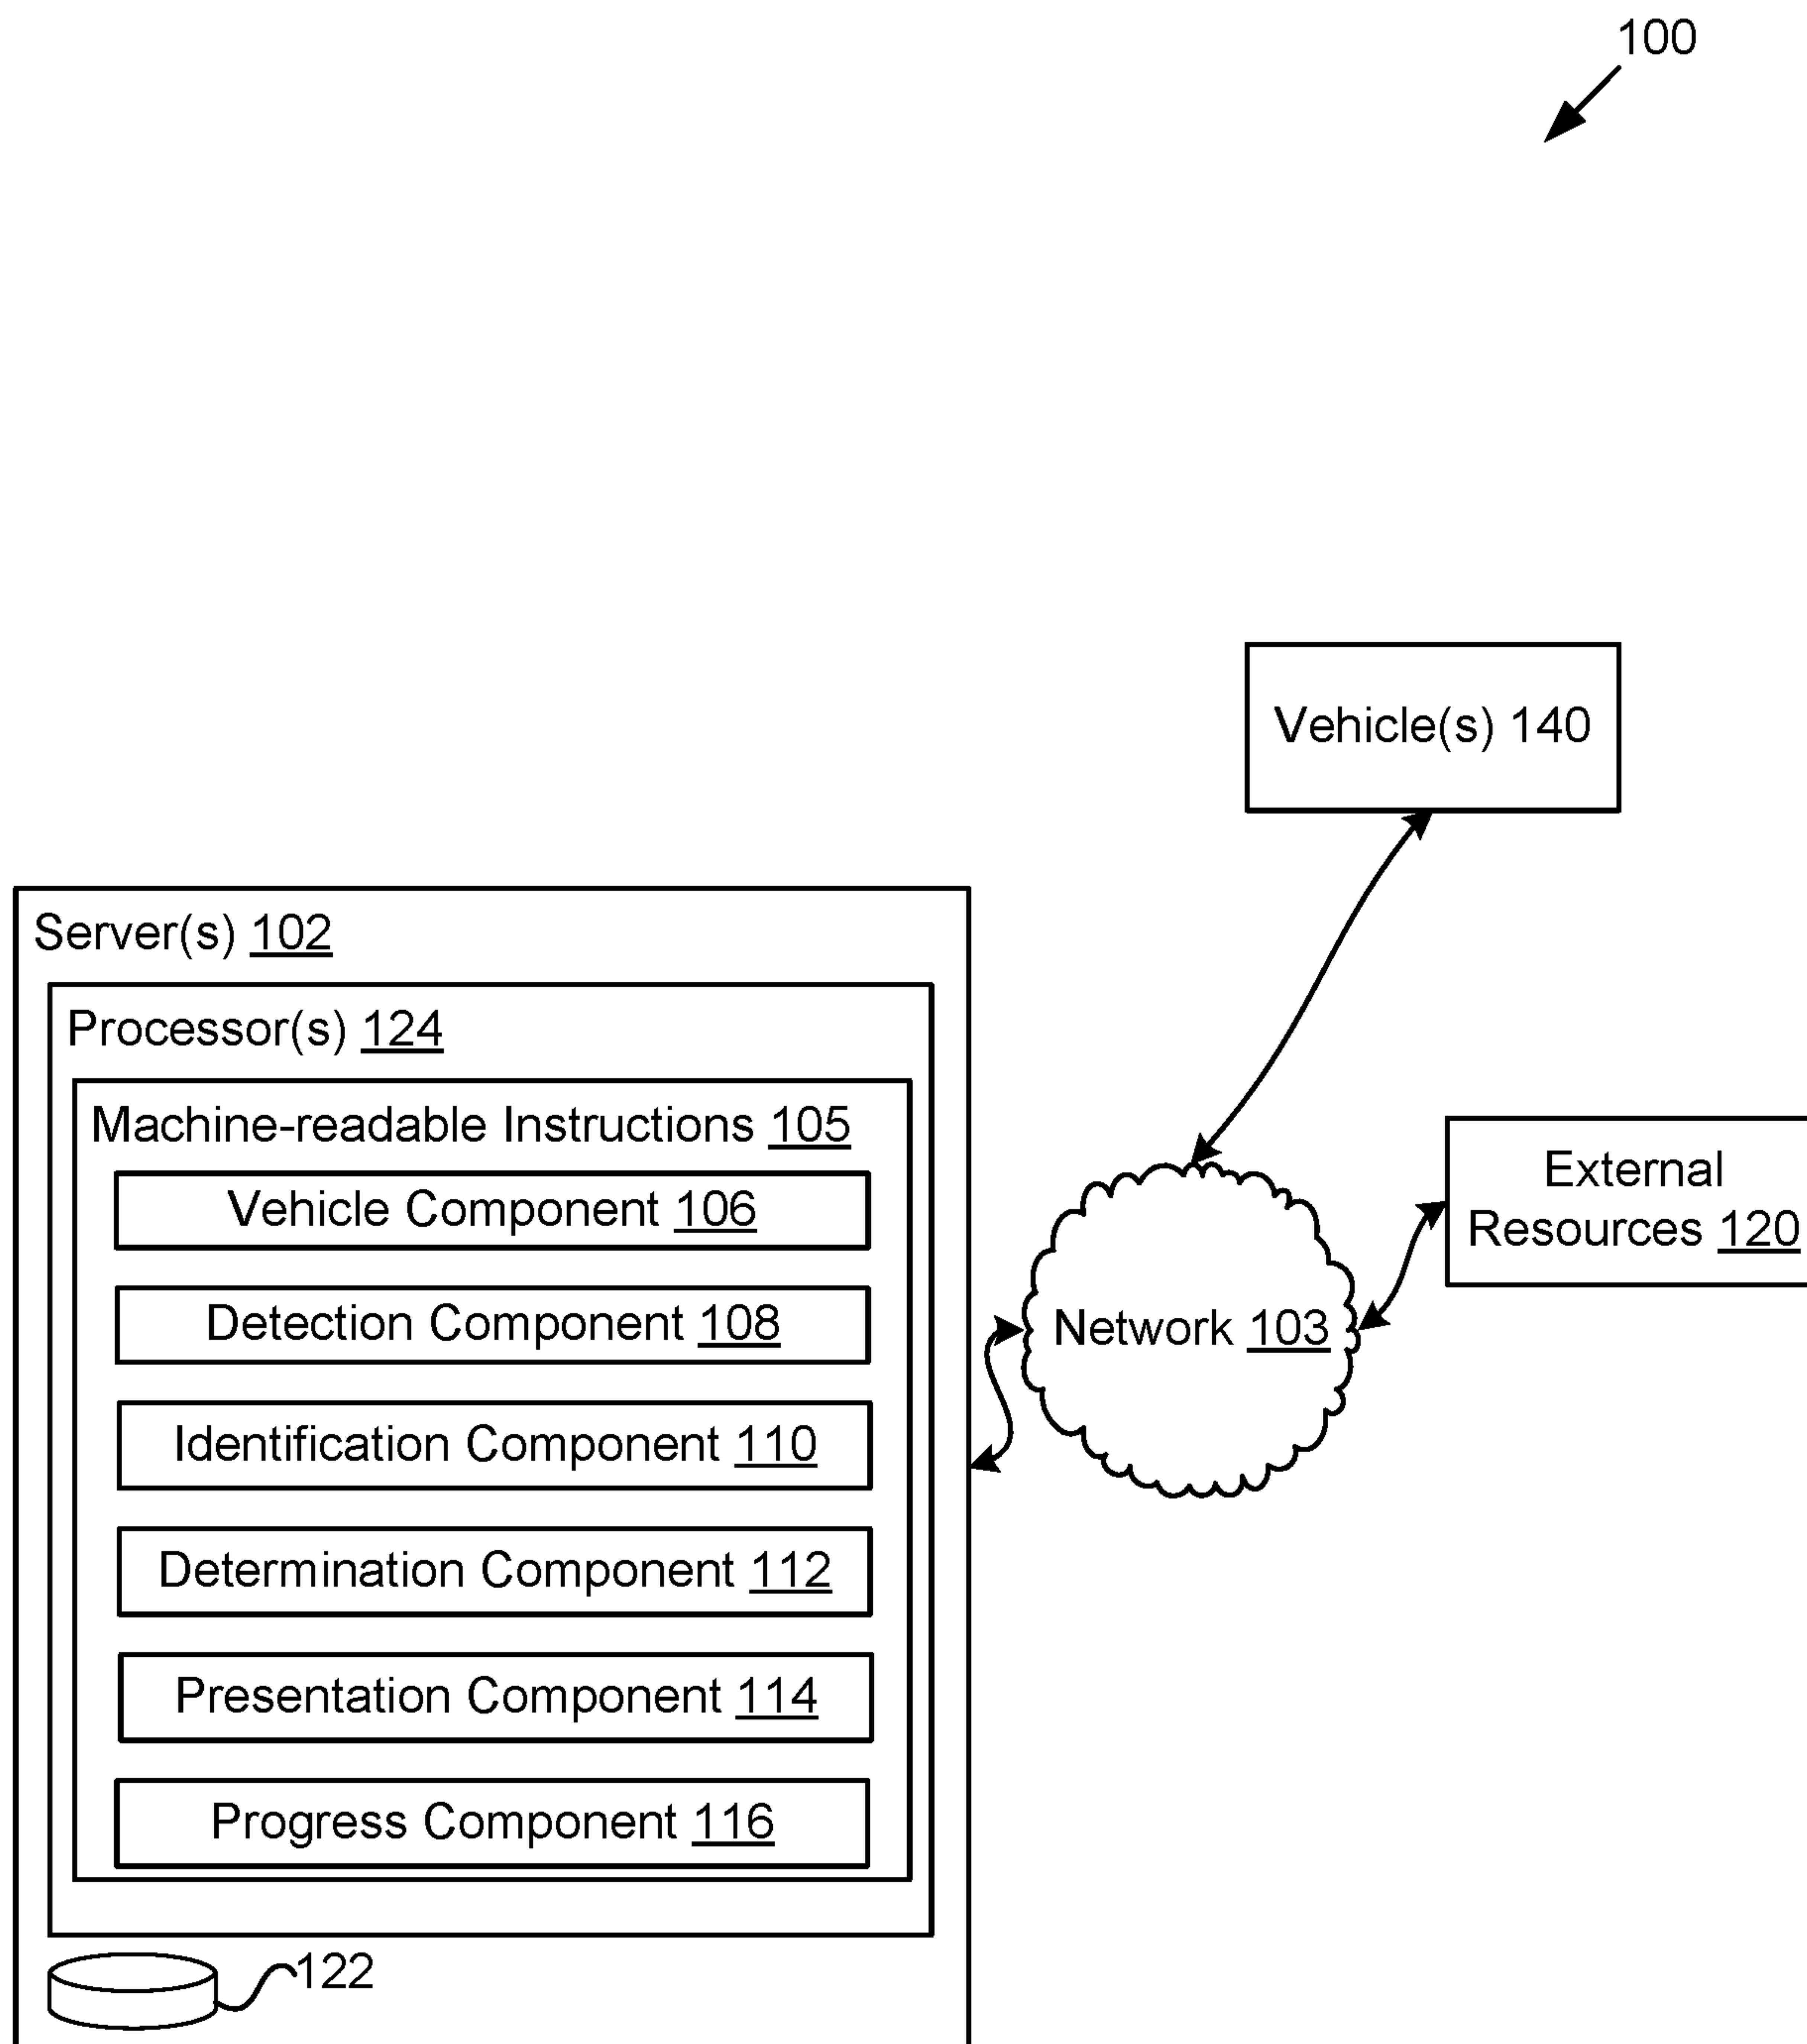 100
Vehicle(s) 140
Server(s) 102
Processor(s) 124
Machine-readable Instructions 105
Vehicle Component 106
Detection Component 108
Identification Component 110
Determination Component 112
Presentation Component 114
Progress Component 116
122
Network 103
External
Resources 120